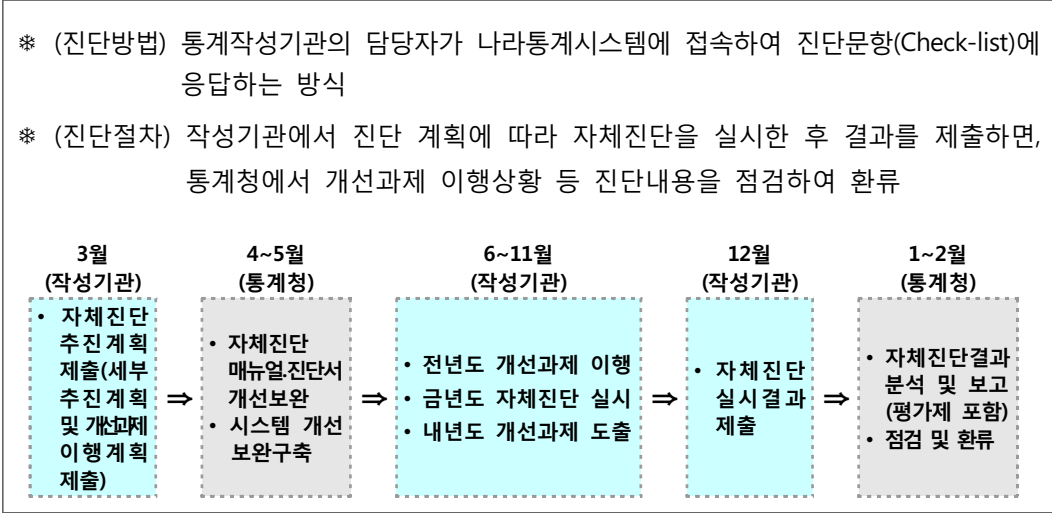 ❄ (진단방법) 통계작성기관의 담당자가 나라통계시스템에 접속하여 진단문항(Check-list)에
응답하는 방식
❄ (진단절차) 작성기관에서 진단 계획에 따라 자체진단을 실시한 후 결과를 제출하면,
통계청에서 개선과제 이행상황 등 진단내용을 점검하여 환류
3월
(작성기관)
• 자체진단
추진계획
제출(세부
추진계획
및 개선과제
이행계획
제출)
⇒
4~5월
(통계청)
• 자체진단
매뉴얼.진단서
개선보완
• 시스템 개선
보완구축
⇒
6~11월
(작성기관)
• 전년도 개선과제 이행
• 금년도 자체진단 실시
• 내년도 개선과제 도출
⇒
12월
(작성기관)
• 자체진단
실시결과
제출
⇒
1~2월
(통계청)
• 자체진단결과
분석 및 보고
(평가제 포함)
• 점검 및 환류